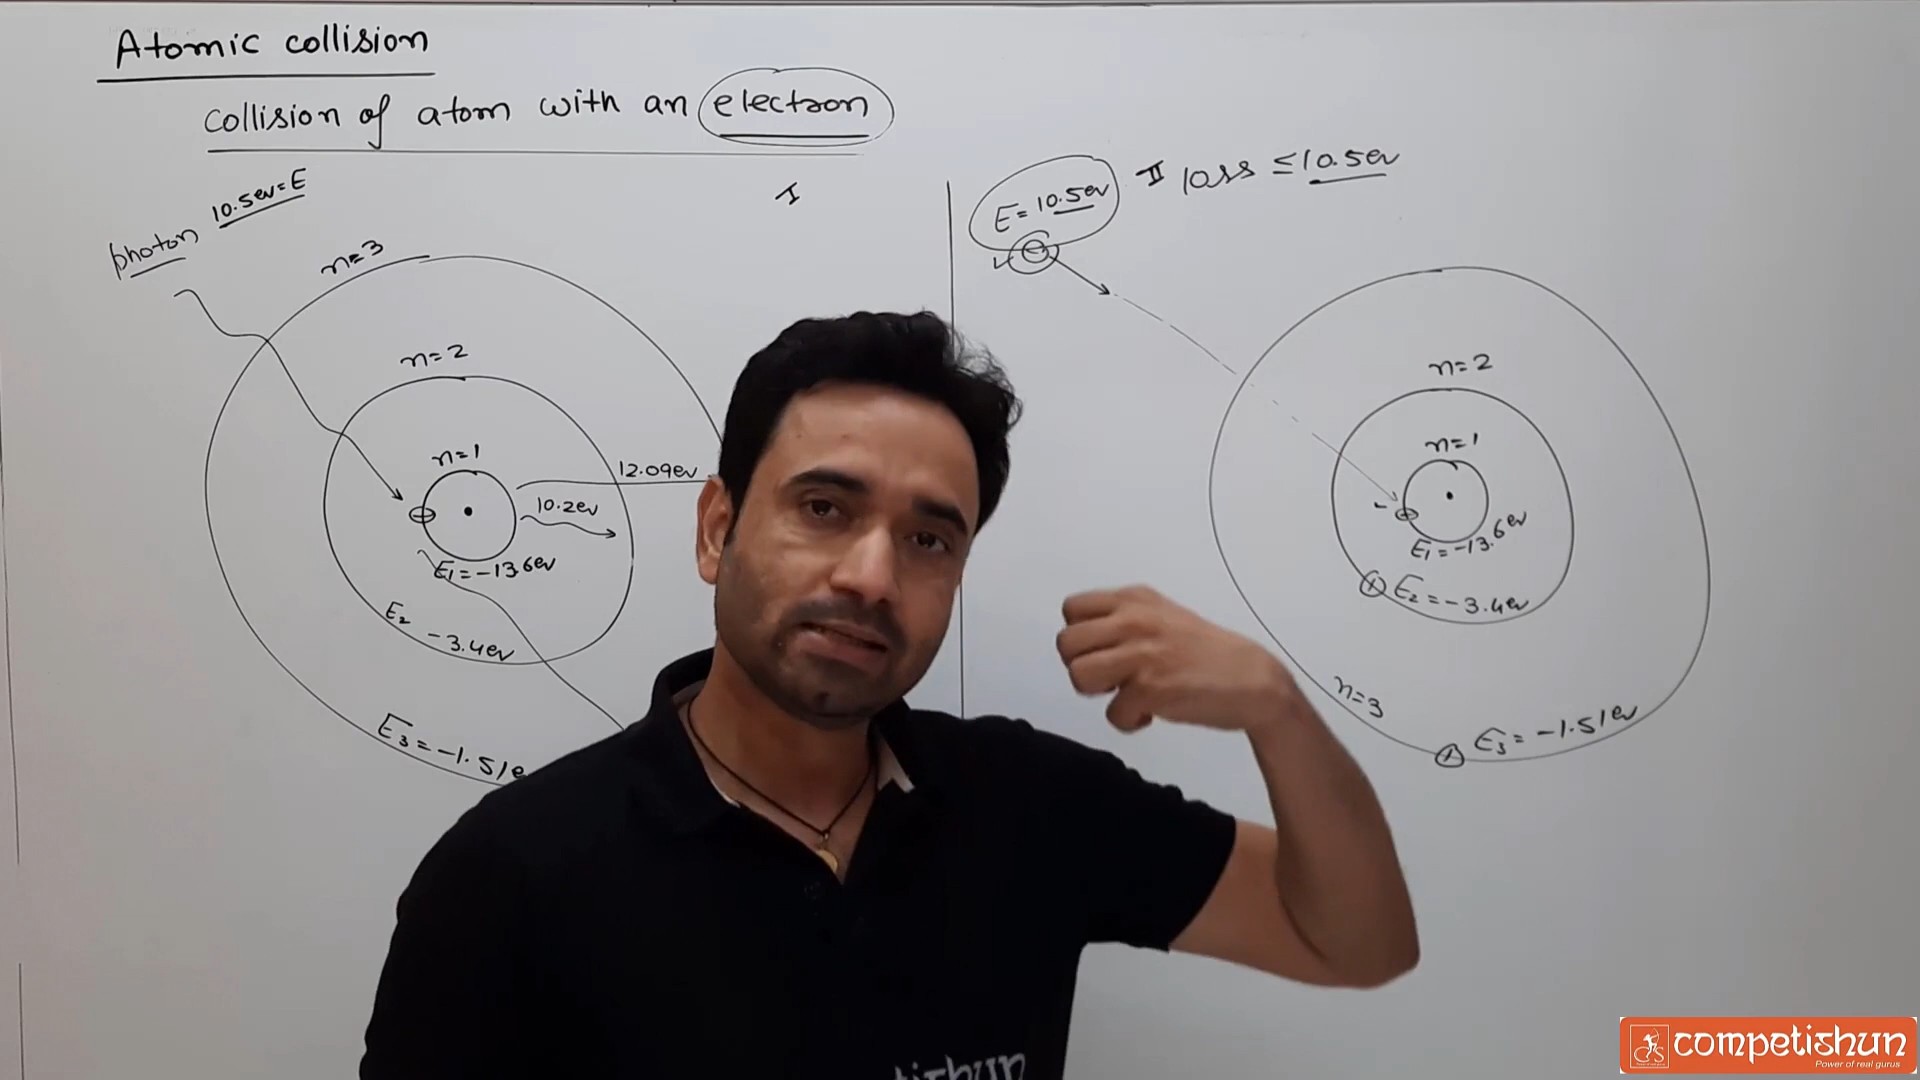 Atomic collision
collision of atom with an electron
photon 10.5ev=E
I
E=10.5ev
II loss ≤10.5ev
n=3
n=2
n=1
12.09ev
10.2ev
E1=-13.6ev
E2 -3.4ev
E3=-1.51e
n=2
n=1
E1=-13.6ev
E2=-3.4ev
n=3
E3=-1.51ev
tishun
competishun
Power of real gurus